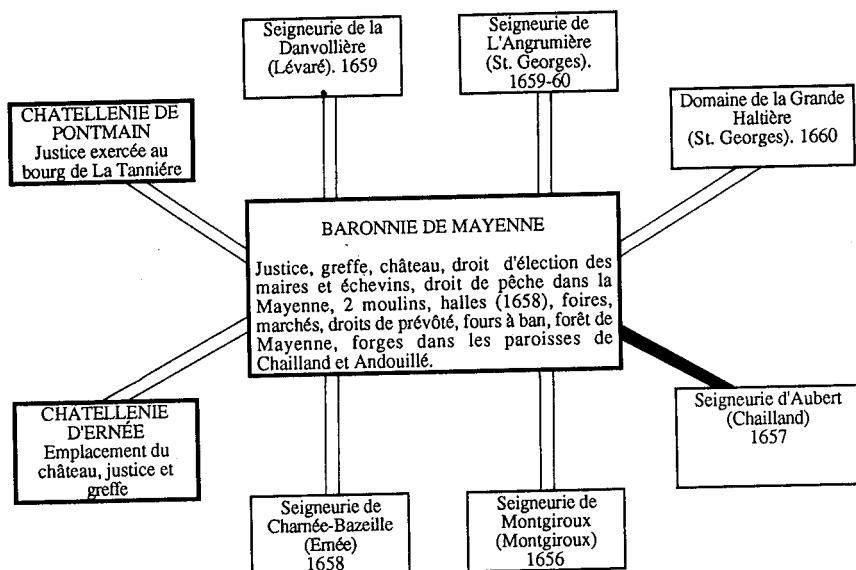 Seigneurie de la
Danvollière
(Lévaré). 1659
Seigneurie de
L'Angrumière
(St. Georges).
1659-60
CHATELLENIE DE
PONTMAIN
Justice exercée au
bourg de La Tanniére
Domaine de la Grande
Haltière
(St. Georges). 1660
BARONNIE DE MAYENNE
Justice, greffe, château, droit d'élection des
maires et échevins, droit de pêche dans la
Mayenne, 2 moulins, halles (1658), foires,
marchés, droits de prévôté, fours à ban, forêt de
Mayenne, forges dans les paroisses de
Chailland et Andouillé.
CHATELLENIE
D'ERNÉE
Emplacement du
château, justice et
greffe
Seigneurie d'Aubert
(Chailland)
1657
Seigneurie de
Charnée-Bazeille
(Ernée)
1658
Seigneurie de
Montgiroux
(Montgiroux)
1656